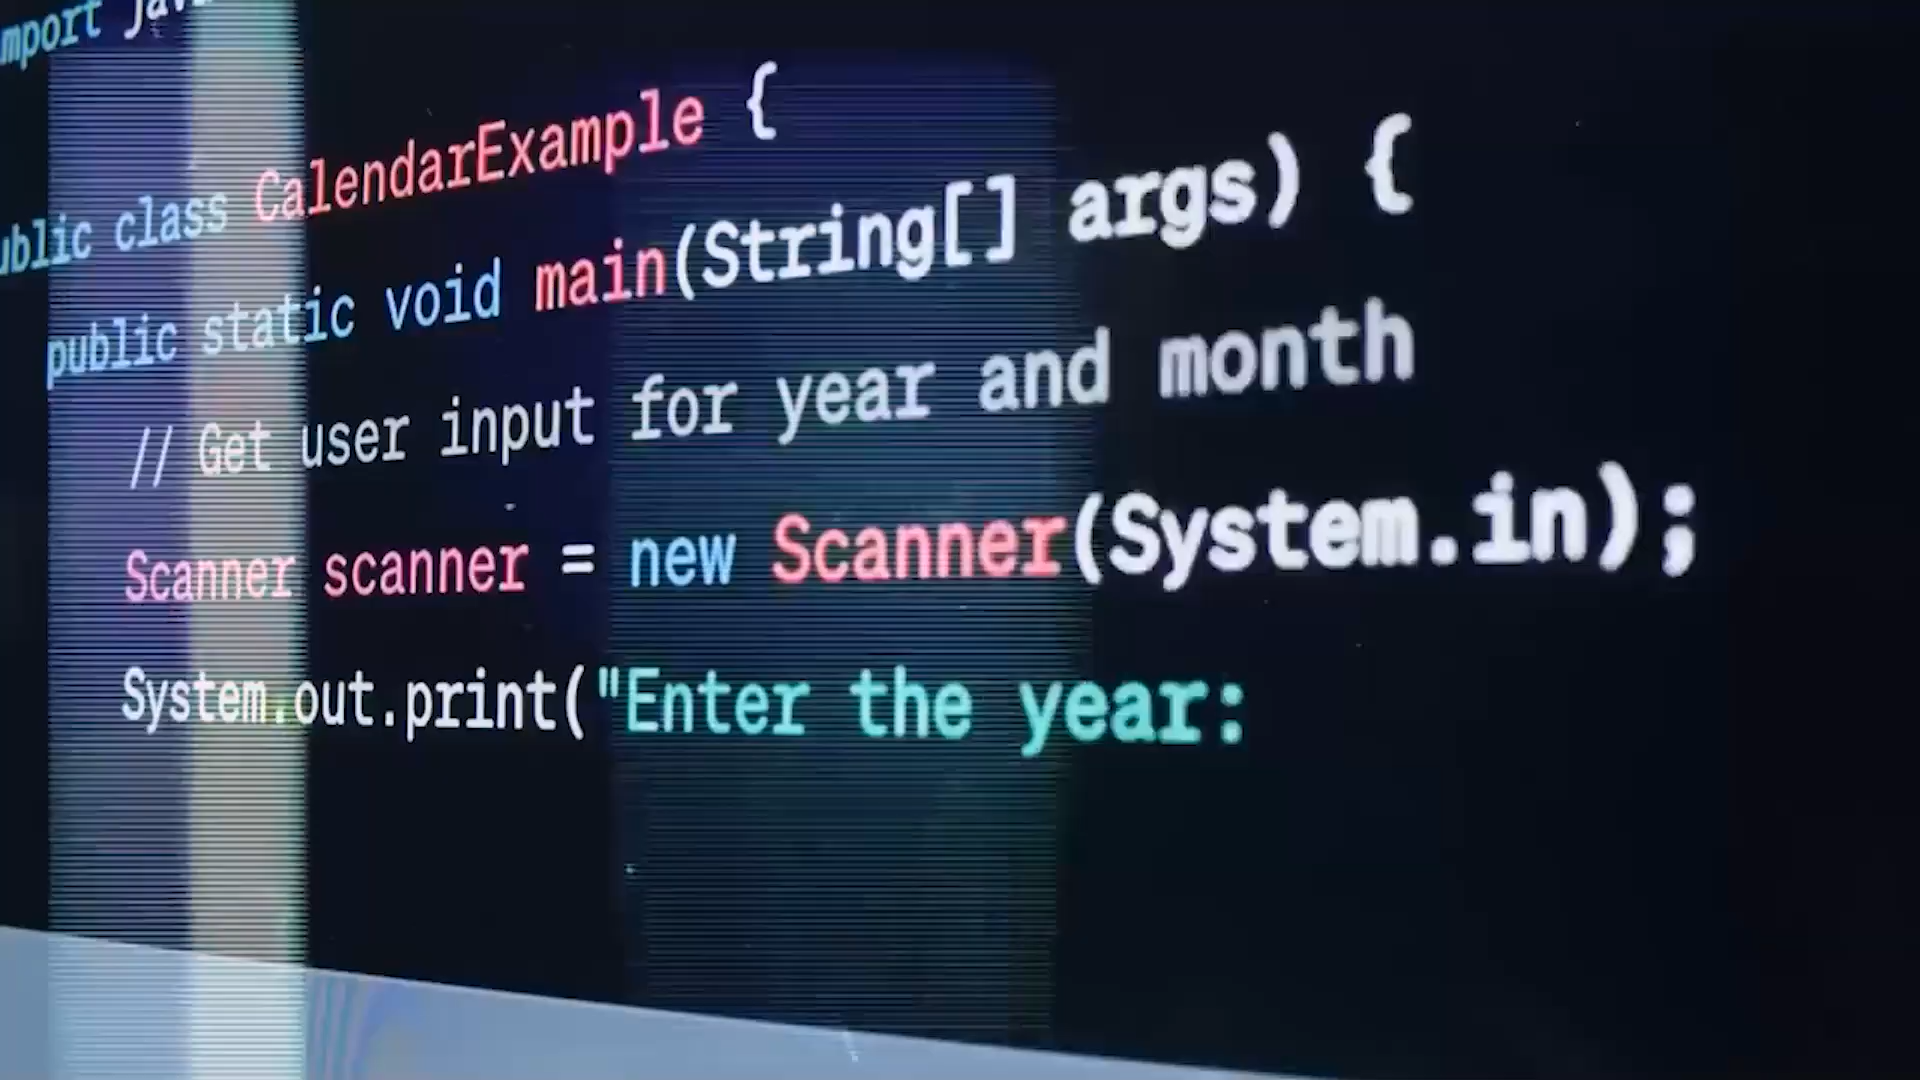 mport java
ublic class CalendarExample {
public static void main(String[] args) {
// Get user input for year and month
Scanner scanner = new Scanner(System.in);
System.out.print("Enter the year: